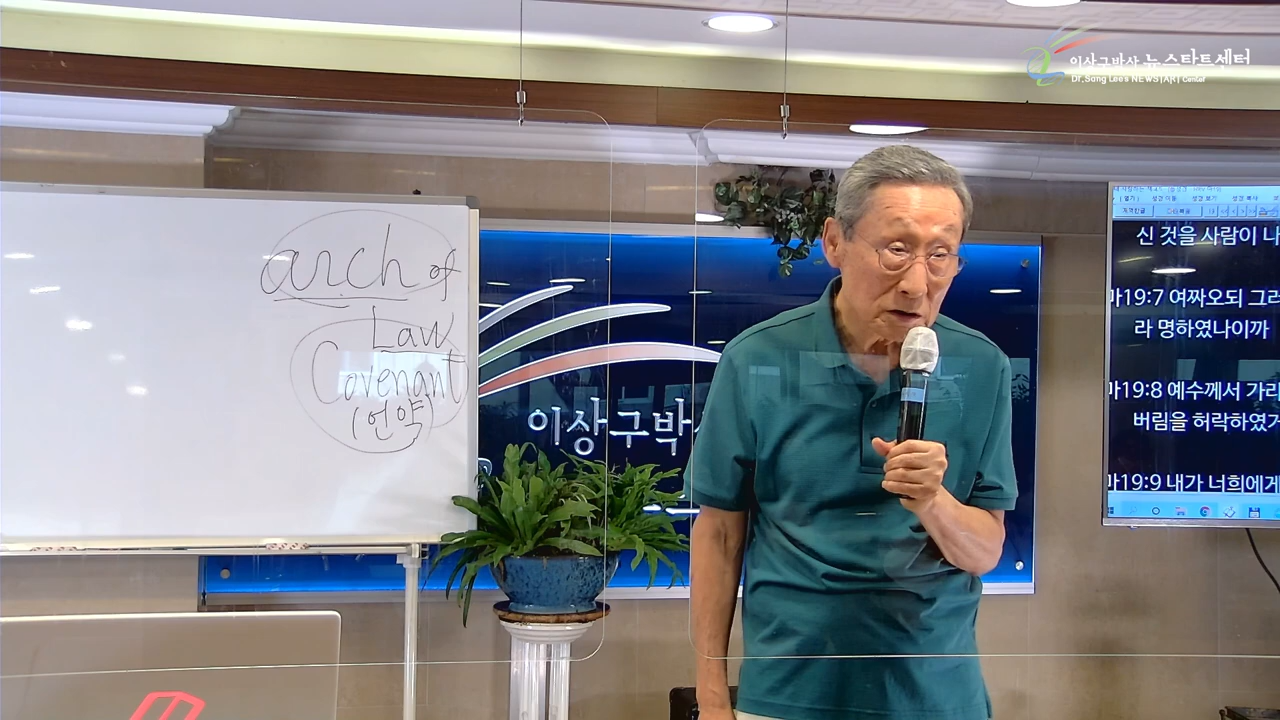 이상구박사 뉴스타트센터
Dr.Sang Lee's NEWSTART Center
arch of
Law
Covenant
(언약)
이상구박사
신 것을 사람이 나
마19:7 여짜오되 그러
라 명하였나이까
마19:8 예수께서 가라
버림을 허락하였거
마19:9 내가 너희에게